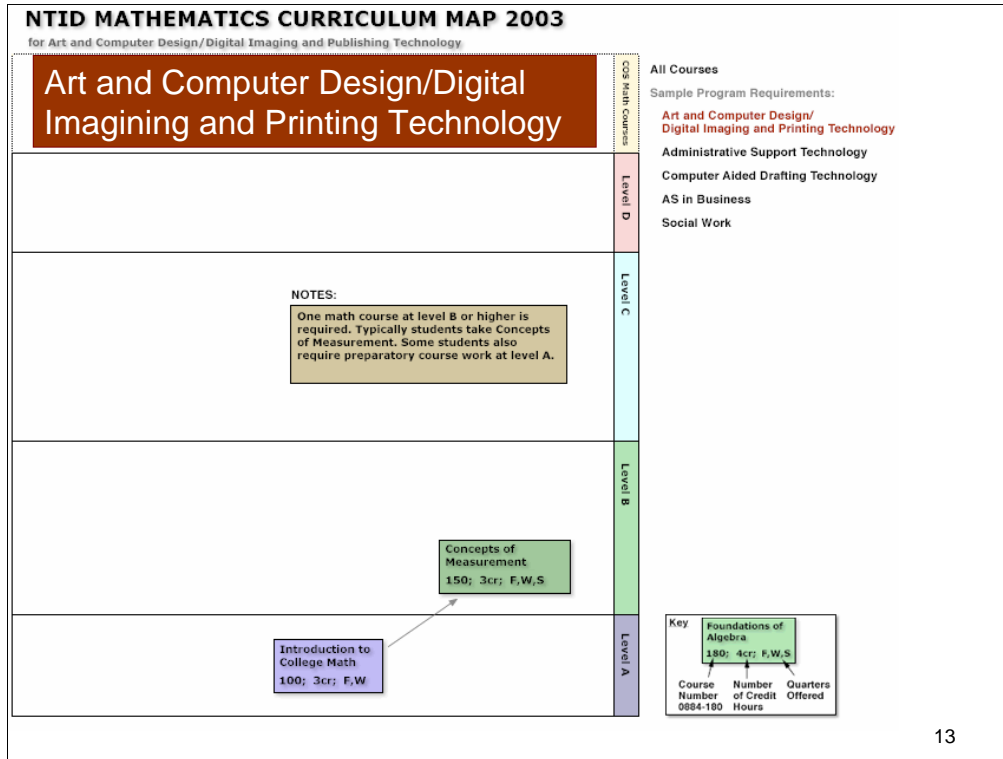 NTID MATHEMATICS CURRICULUM MAP 2003
for Art and Computer Design/Digital Imaging and Publishing Technology
Art and Computer Design/Digital
Imagining and Printing Technology
COS Math Courses
All Courses
Sample Program Requirements:
Art and Computer Design/
Digital Imaging and Printing Technology
Administrative Support Technology
Computer Aided Drafting Technology
AS in Business
Social Work
Level D
Level C
NOTES:
One math course at level B or higher is
required. Typically students take Concepts
of Measurement. Some students also
require preparatory course work at level A.
Level B
Concepts of
Measurement
150; 3cr; F,W,S
Level A
Introduction to
College Math
100; 3cr; F,W
Key
Foundations of
Algebra
180; 4cr; F,W,S
Course
Number
0884-180
Number
of Credit
Hours
Quarters
Offered
13